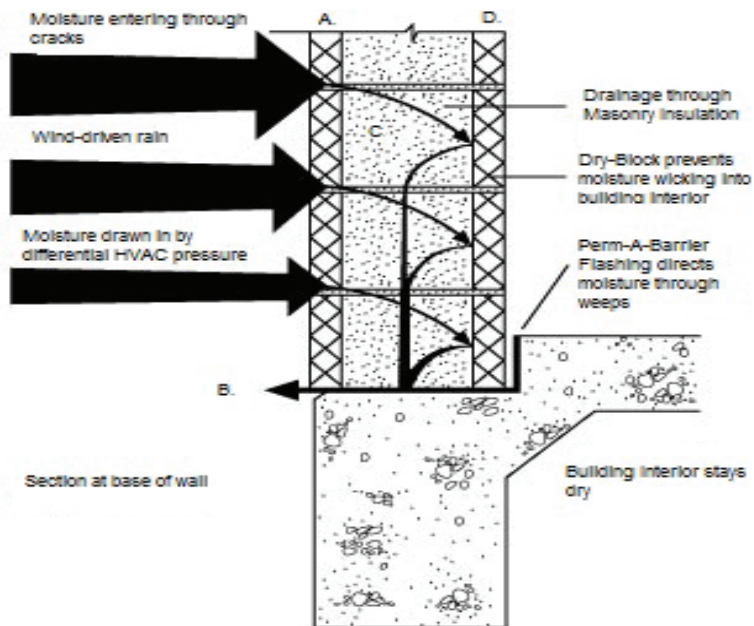 Moisture entering through
cracks
A.
D.
Wind-driven rain
C
Drainage through
Masonry Insulation
Dry-Block prevents
moisture wicking into
building interior
Moisture drawn in by
differential HVAC pressure
Perm-A-Barrier
Flashing directs
moisture through
weeps
B.
Section at base of wall
Building interior stays
dry